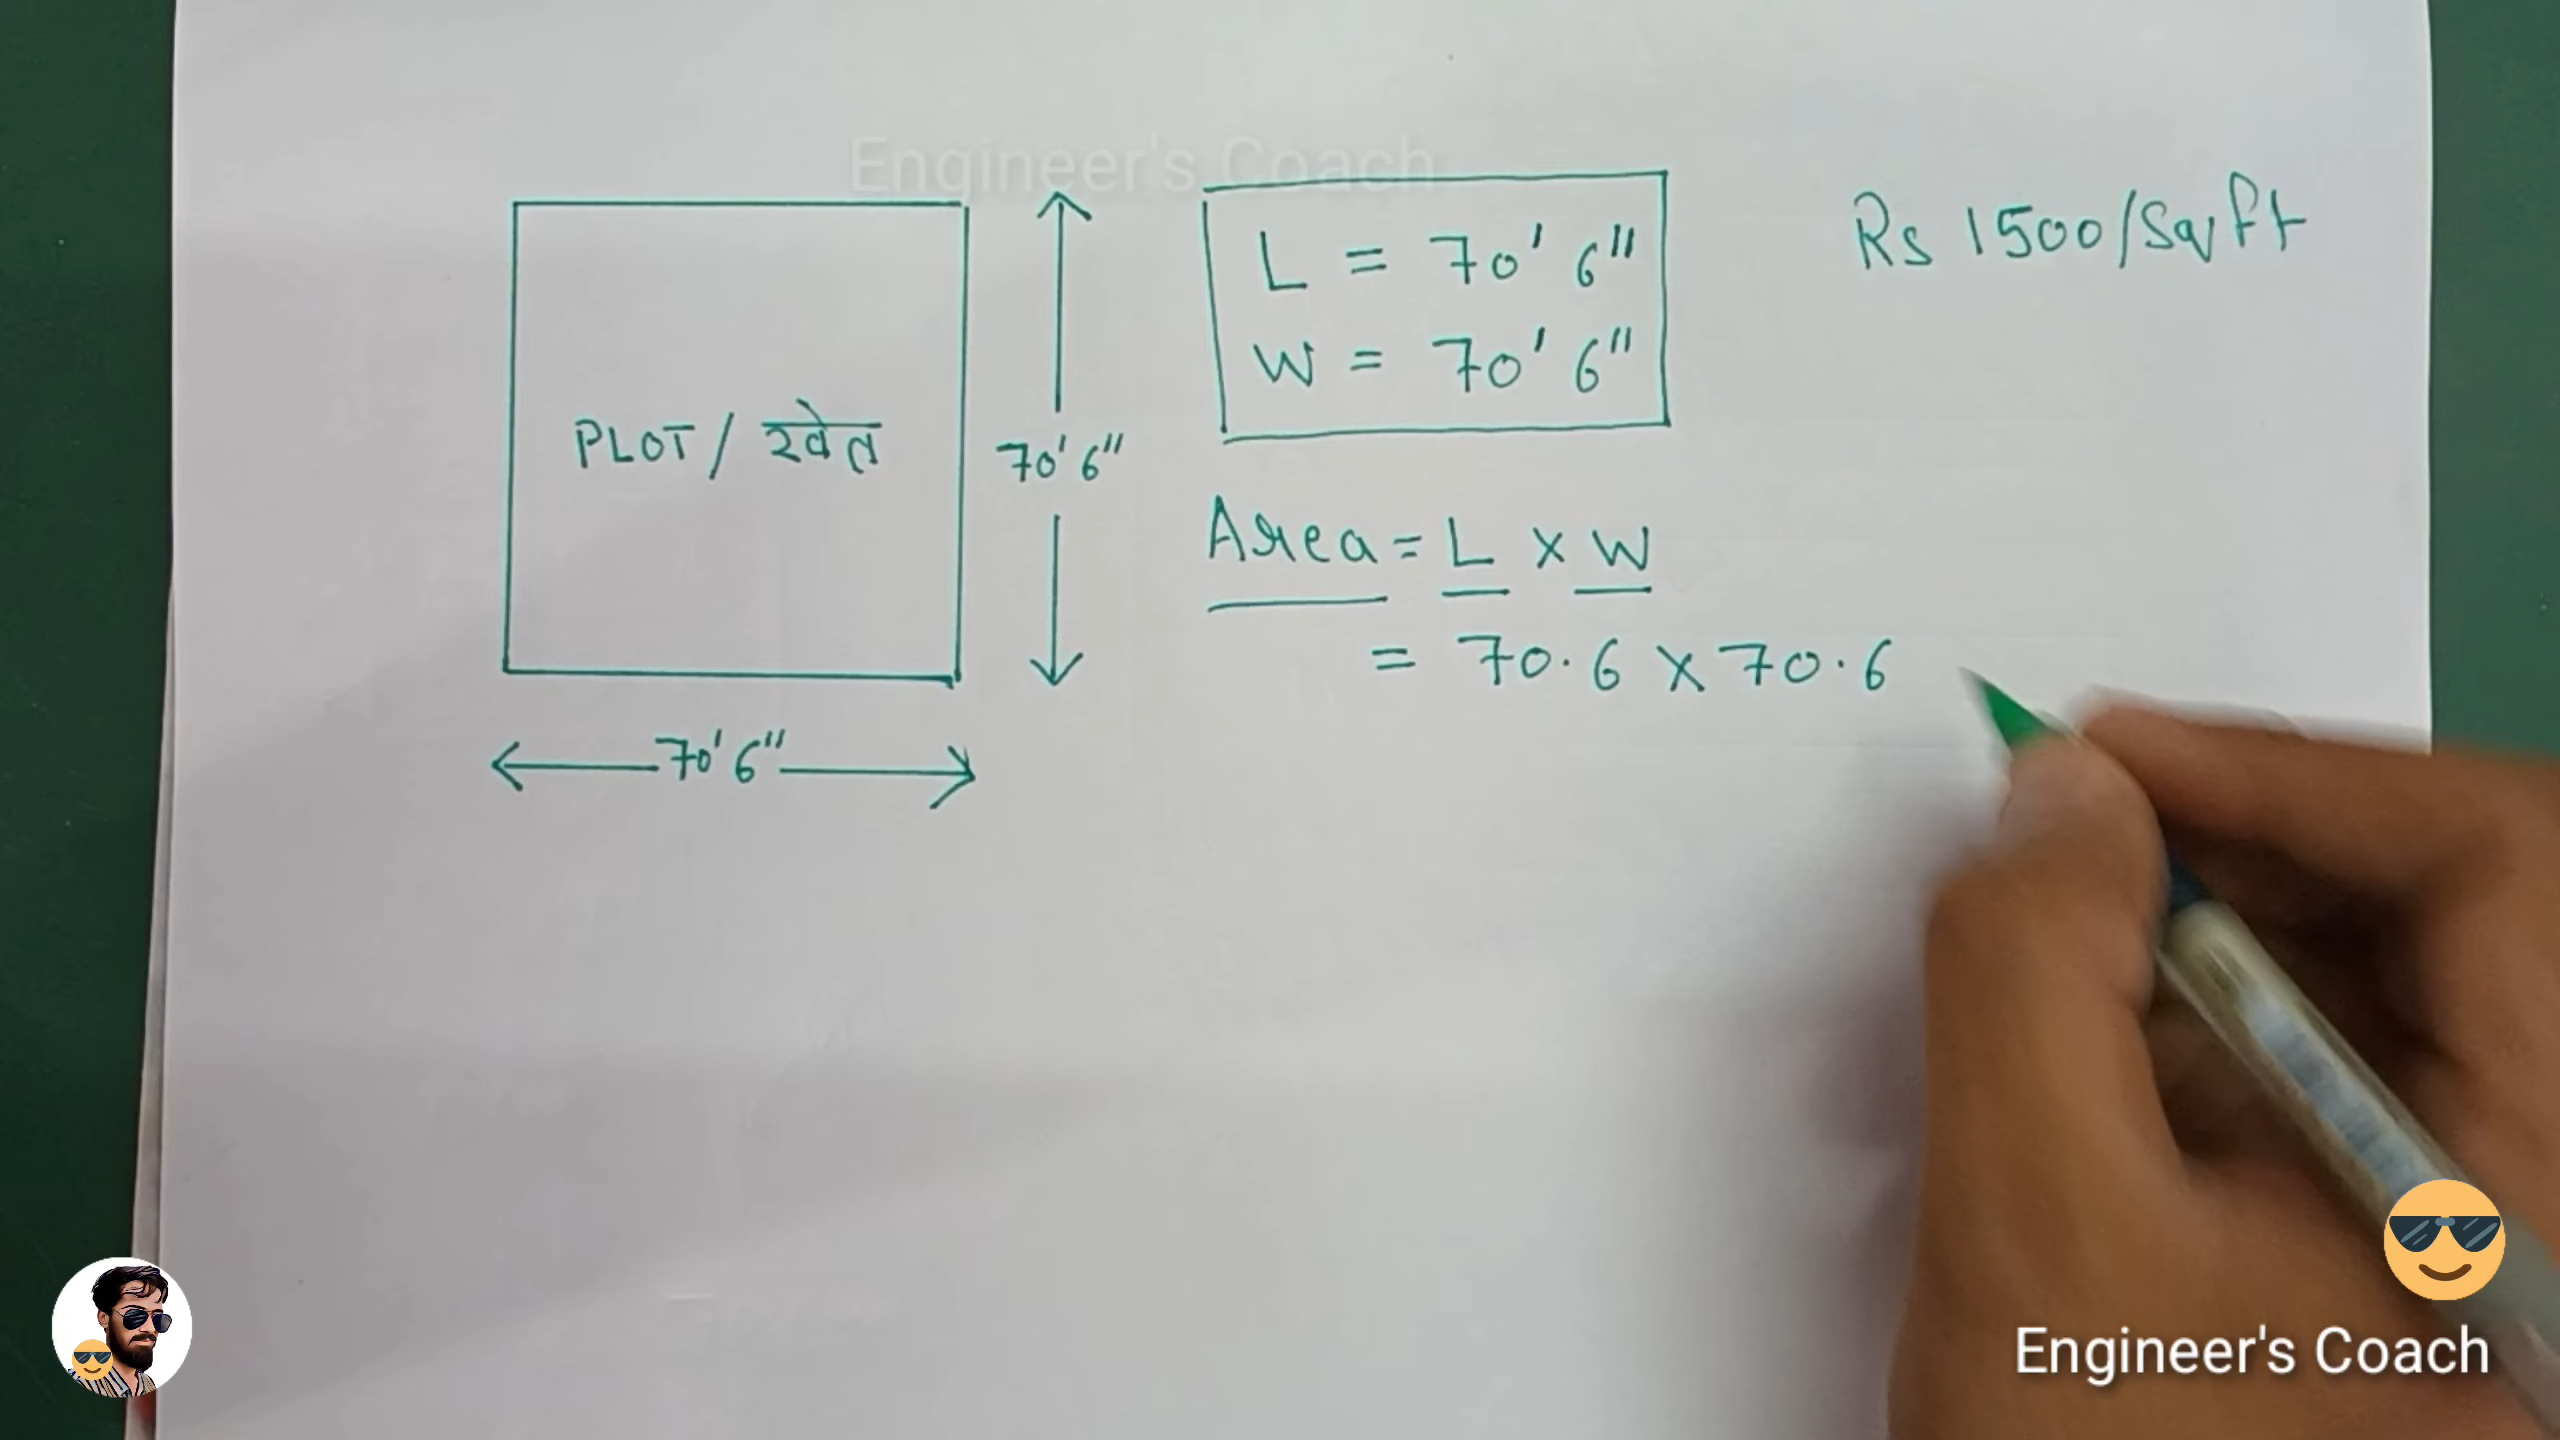 Engineer's Coach
L = 70' 6"
W = 70' 6"
Rs 1500/Sqft
PLOT / खेत
70' 6"
70' 6"
Area = L x W
= 70.6 x 70.6
Engineer's Coach